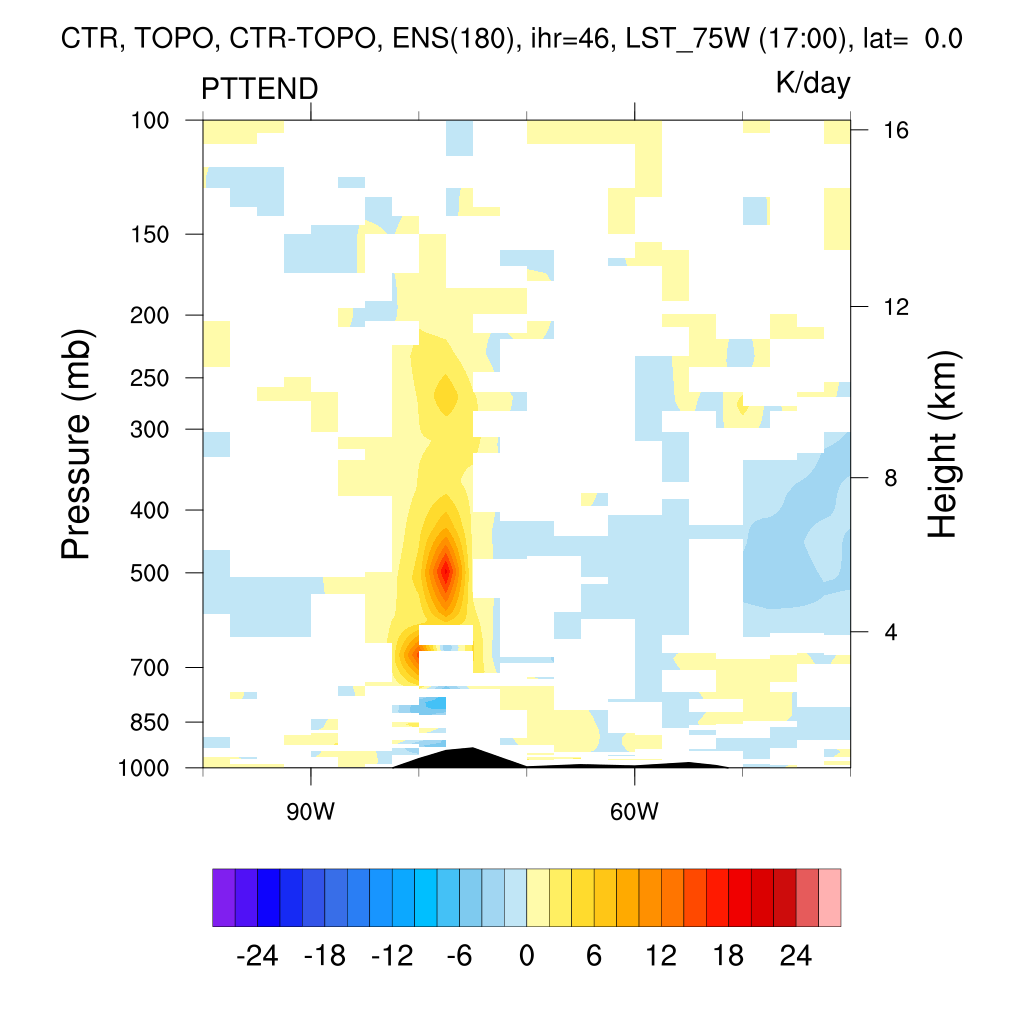 CTR, TOPO, CTR-TOPO, ENS(180), ihr=46, LST_75W (17:00), lat=  0.0
PTTEND K/day
100
150
200
250
300
400
500
700
850
1000
Pressure (mb)
16
12
8
4
Height (km)
90W 60W
-24 -18 -12 -6 0 6 12 18 24